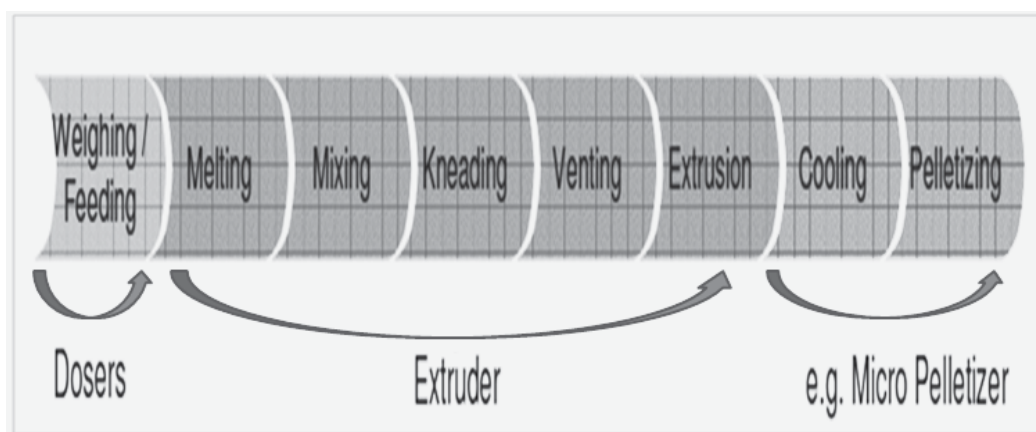 Weighing /
Feeding
Melting
Mixing
Kneading
Venting
Extrusion
Cooling
Pelletizing
Dosers
Extruder
e.g. Micro Pelletizer